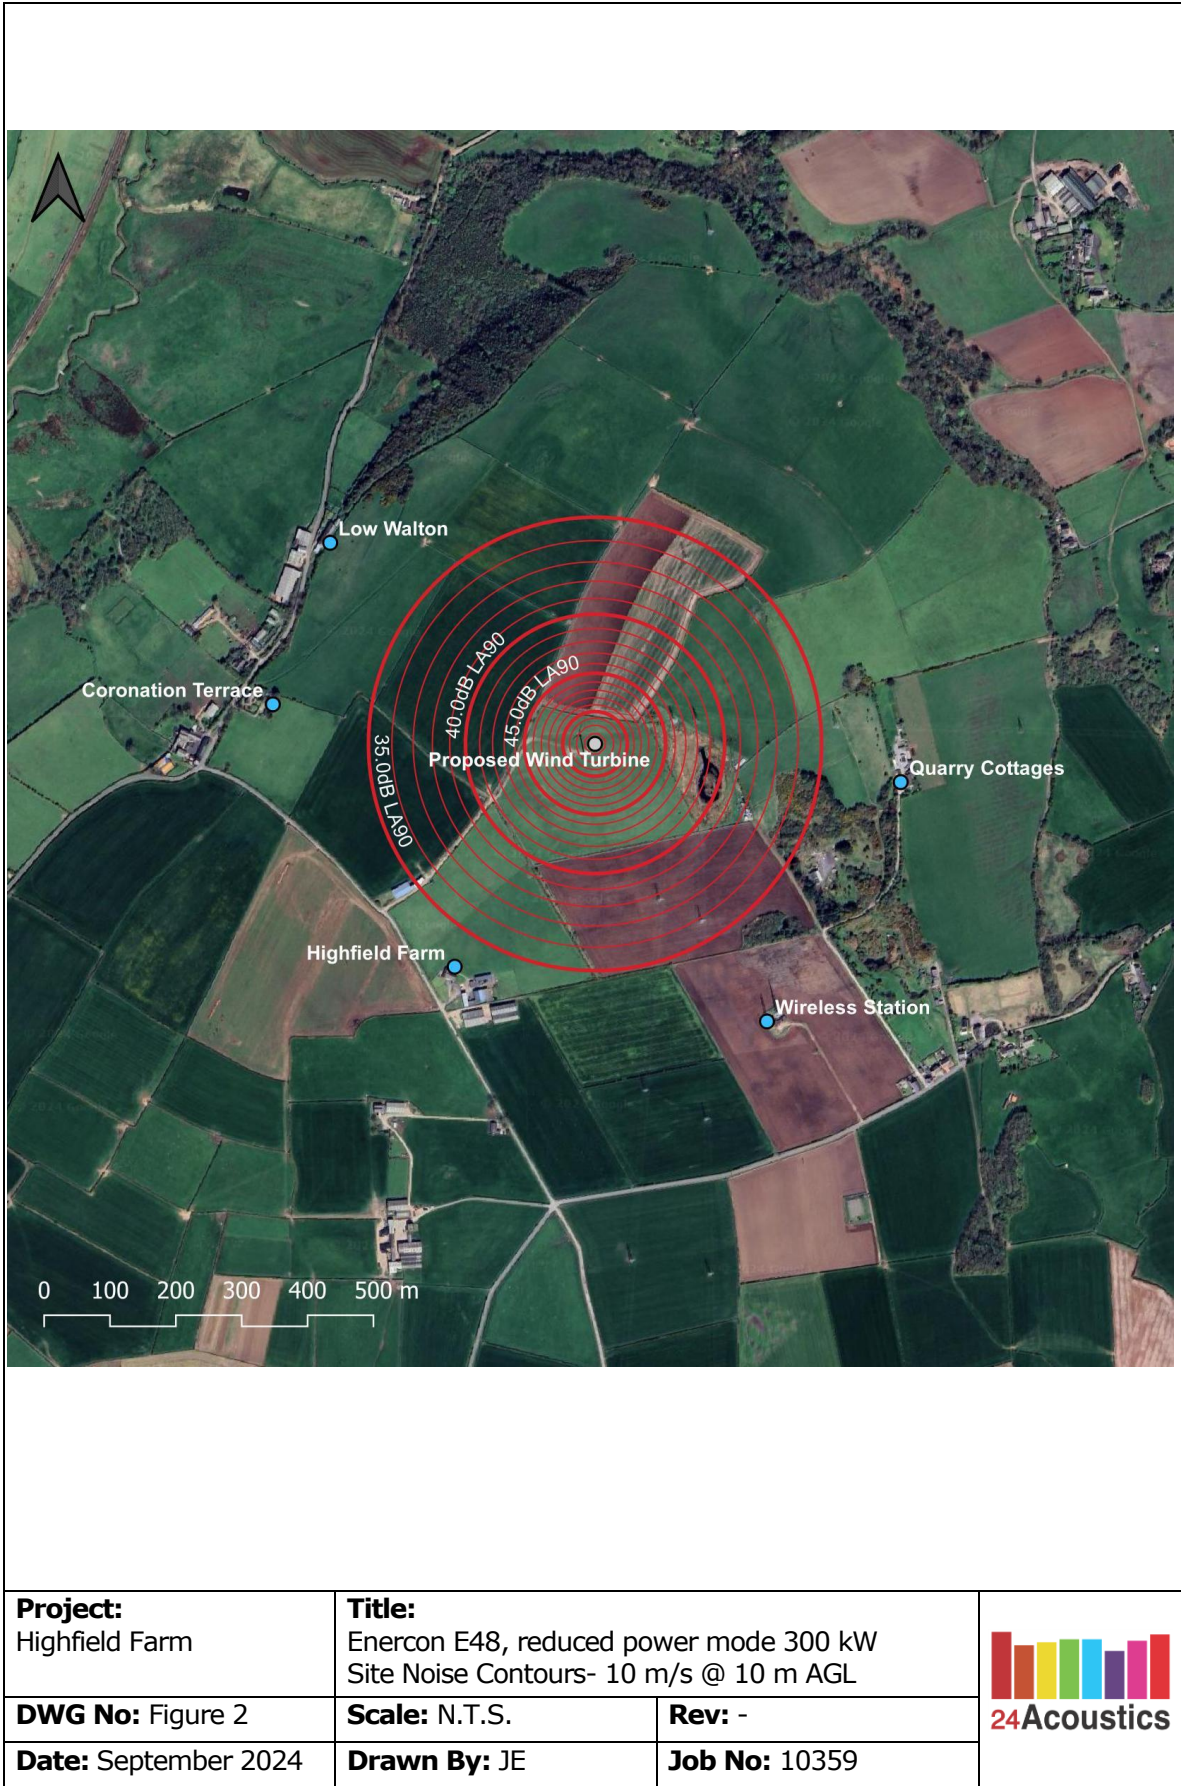 Low Walton
40.0dB LA90
45.0dB LA90
Coronation Terrace
35.0dB LA90
Proposed Wind Turbine
Quarry Cottages
Highfield Farm
Wireless Station
0 100 200 300 400 500 m
Project:
Highfield Farm
Title:
Enercon E48, reduced power mode 300 kW
Site Noise Contours- 10 m/s @ 10 m AGL
DWG No: Figure 2
Scale: N.T.S.
Rev: -
24Acoustics
Date: September 2024
Drawn By: JE
Job No: 10359